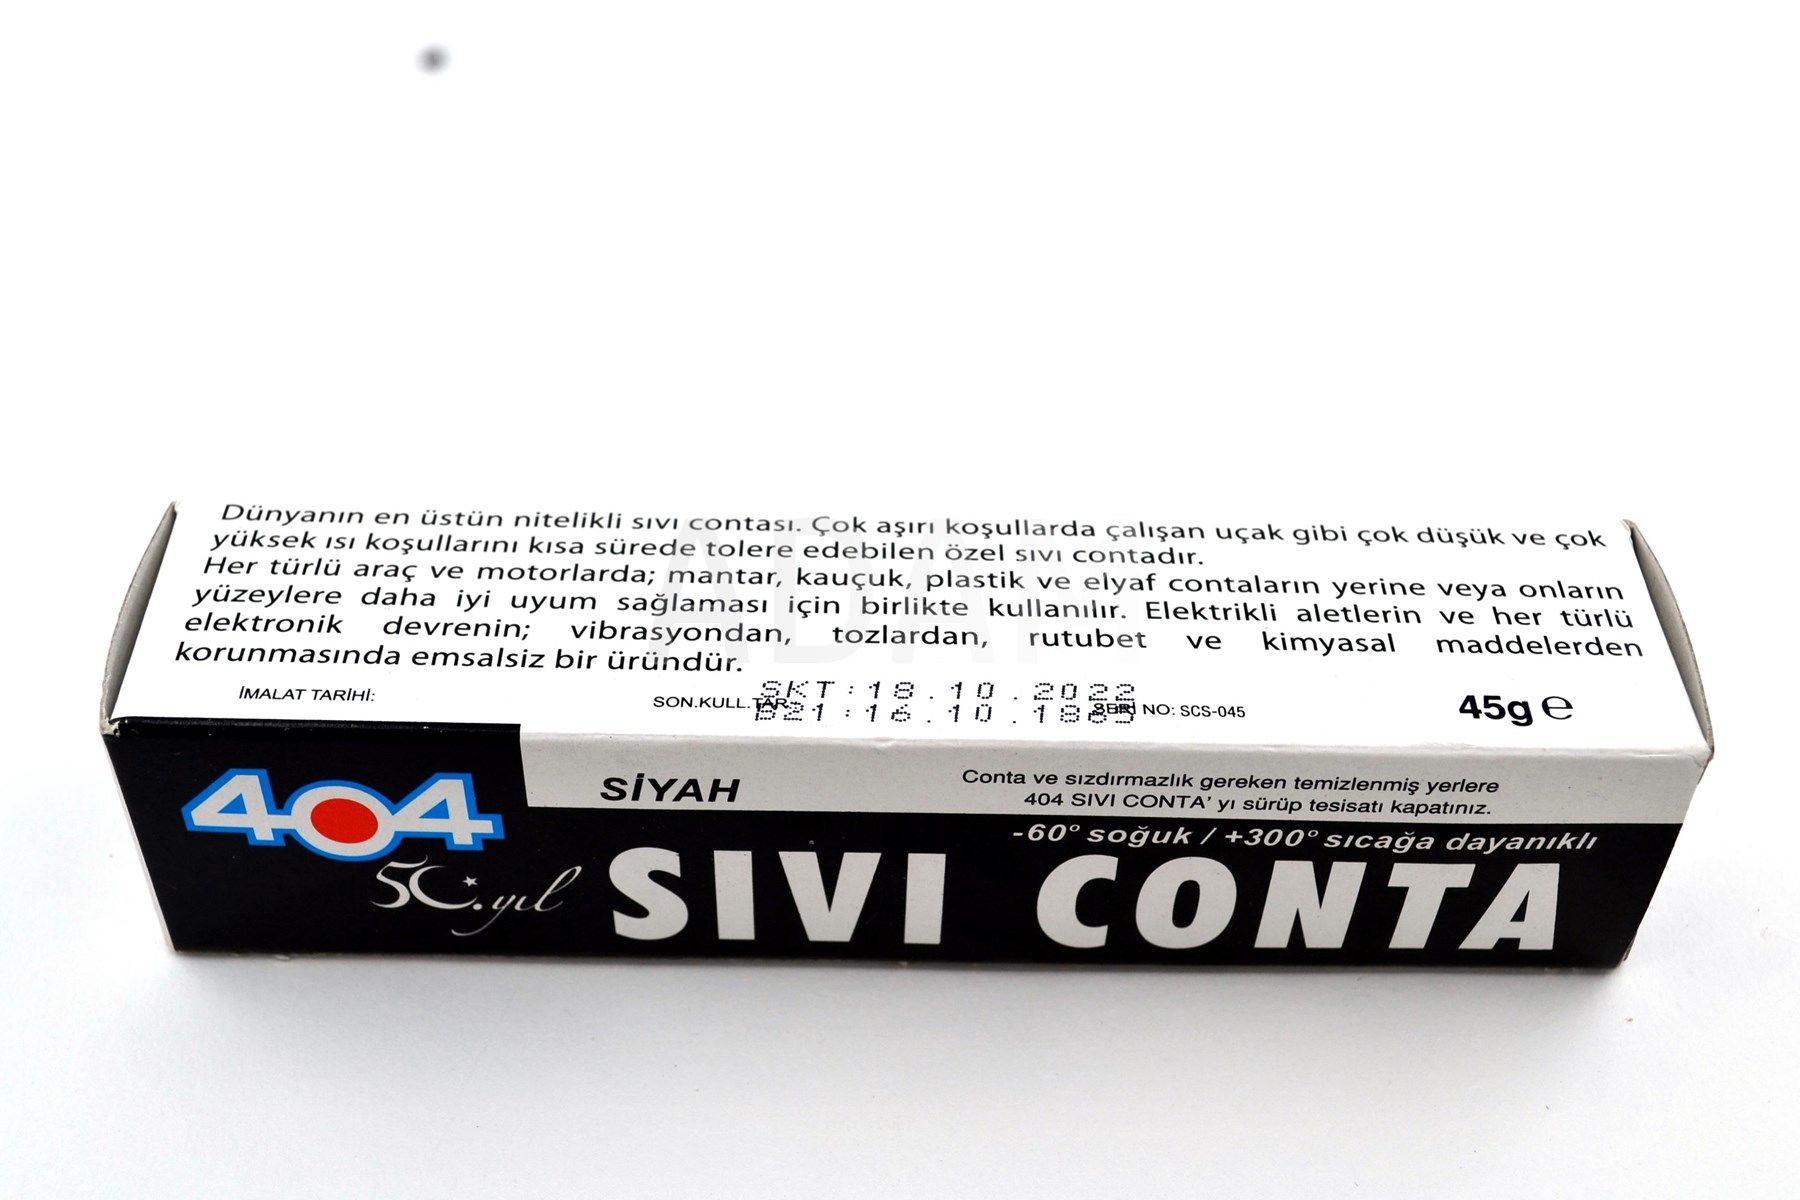 Dünyanın en üstün nitelikli sıvı contası. Çok aşırı koşullarda çalışan uçak gibi çok düşük ve çok
yüksek ısı koşullarını kısa sürede tolere edebilen özel sıvı contadır.
Her türlü araç ve motorlarda; mantar, kauçuk, plastik ve elyaf contaların yerine veya onların
yüzeylere daha iyi uyum sağlaması için birlikte kullanılır. Elektrikli aletlerin ve her türlü
elektronik devrenin; vibrasyondan, tozlardan, rutubet ve kimyasal maddelerden
korunmasında emsalsiz bir üründür.
İMALAT TARİHİ:
SON.KULL.TAR.:
SKT:18.10.2022
B21:16.10.1865
SERİ NO: SCS-045
45g ℮
404
50.yıl
SİYAH
Conta ve sızdırmazlık gereken temizlenmiş yerlere
404 SIVI CONTA' yı sürüp tesisatı kapatınız.
-60° soğuk / +300° sıcağa dayanıklı
SIVI CONTA